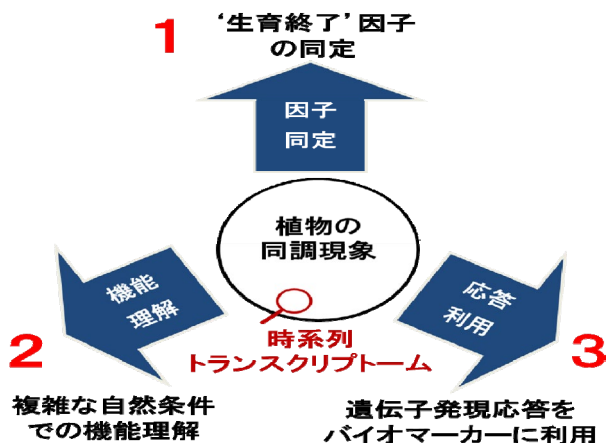 1
‘生育終了’因子
の同定
因子
同定
植物の
同調現象
時系列
トランスクリプトーム
機能
理解
2
複雑な自然条件
での機能理解
応答
利用
3
遺伝子発現応答を
バイオマーカーに利用